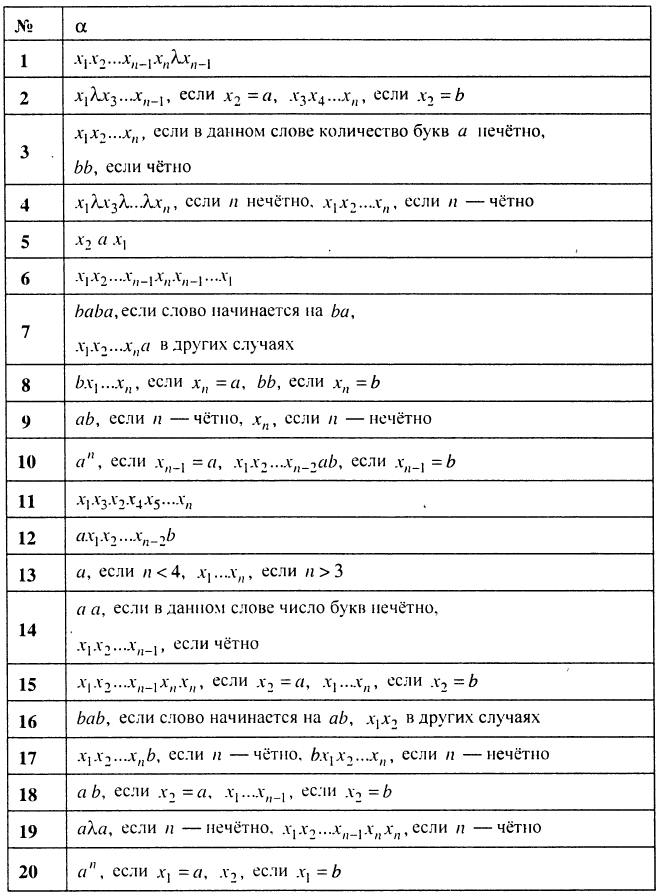 № α
1 x₁x₂...xₙ₋₁xₙλxₙ₋₁
2 x₁λx₃...xₙ₋₁, если x₂ = a, x₃x₄...xₙ, если x₂ = b
3 x₁x₂...xₙ, если в данном слове количество букв a нечётно,
bb, если чётно
4 x₁λx₃λ...λxₙ, если n нечётно, x₁x₂...xₙ, если n — чётно
5 x₂ a x₁
6 x₁x₂...xₙ₋₁xₙxₙ₋₁...x₁
7 baba, если слово начинается на ba,
x₁x₂...xₙa в других случаях
8 bx₁...xₙ, если xₙ = a, bb, если xₙ = b
9 ab, если n — чётно, xₙ, если n — нечётно
10 aⁿ, если xₙ₋₁ = a, x₁x₂...xₙ₋₂ab, если xₙ₋₁ = b
11 x₁x₃x₂x₄x₅...xₙ
12 ax₁x₂...xₙ₋₂b
13 a, если n < 4, x₁...xₙ, если n > 3
14 a a, если в данном слове число букв нечётно,
x₁x₂...xₙ₋₁, если чётно
15 x₁x₂...xₙ₋₁xₙxₙ, если x₂ = a, x₁...xₙ, если x₂ = b
16 bab, если слово начинается на ab, x₁x₂ в других случаях
17 x₁x₂...xₙb, если n — чётно, bx₁x₂...xₙ, если n — нечётно
18 a b, если x₂ = a, x₁...xₙ₋₁, если x₂ = b
19 aλa, если n — нечётно, x₁x₂...xₙ₋₁xₙxₙ, если n — чётно
20 aⁿ, если x₁ = a, x₂, если x₁ = b